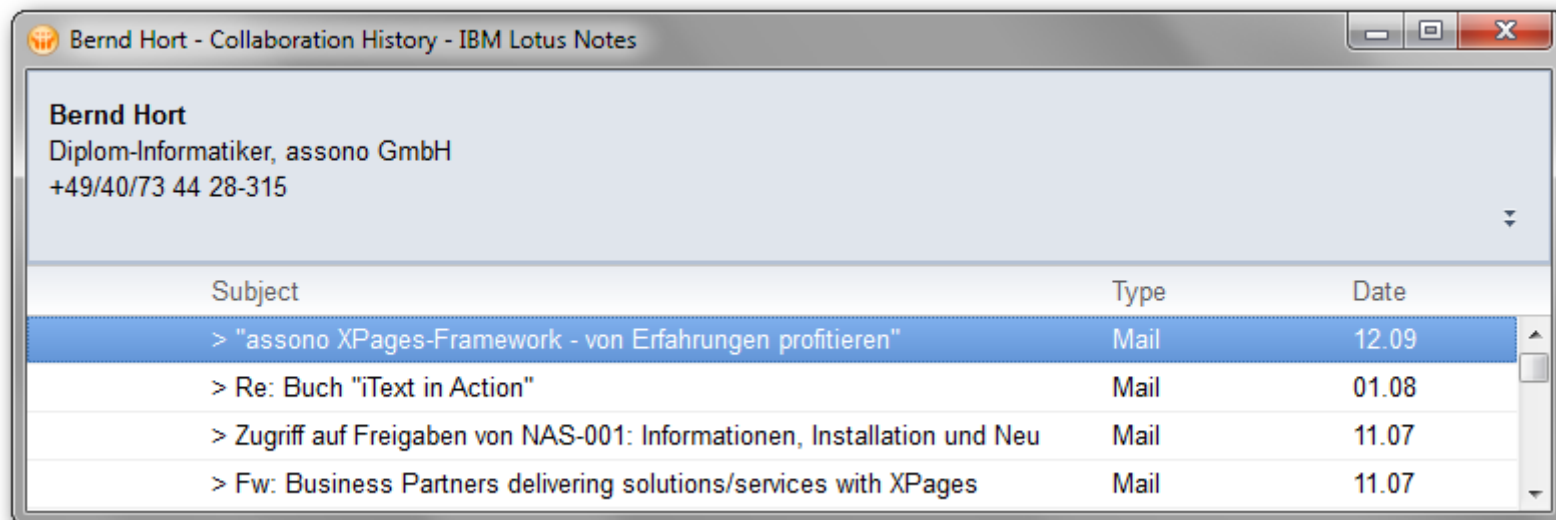 Bernd Hort - Collaboration History - IBM Lotus Notes
Bernd Hort
Diplom-Informatiker, assono GmbH
+49/40/73 44 28-315
Subject Type Date
> "assono XPages-Framework - von Erfahrungen profitieren" Mail 12.09
> Re: Buch "iText in Action" Mail 01.08
> Zugriff auf Freigaben von NAS-001: Informationen, Installation und Neu Mail 11.07
> Fw: Business Partners delivering solutions/services with XPages Mail 11.07